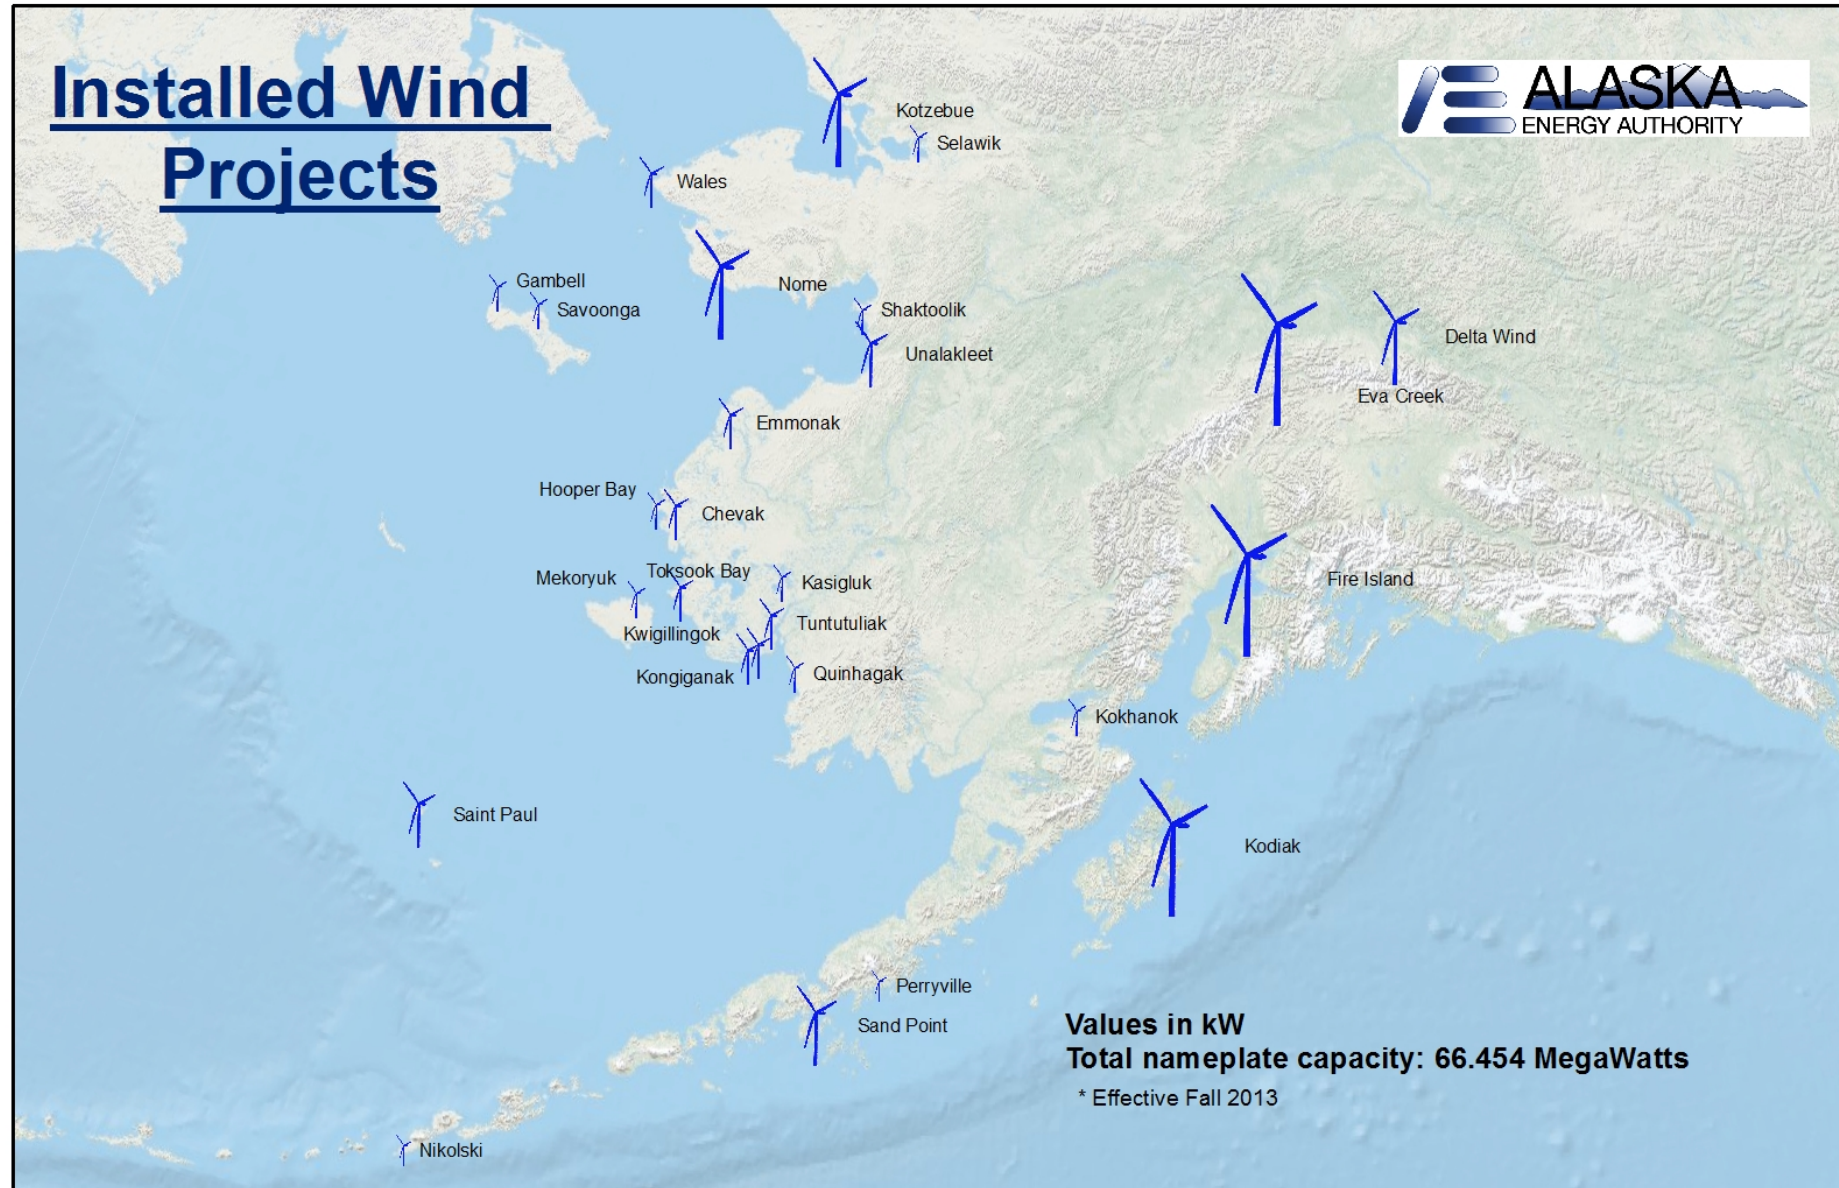 Installed Wind
Projects
ALASKA
ENERGY AUTHORITY
Kotzebue
Selawik
Wales
Gambell
Savoonga
Nome
Shaktoolik
Unalakleet
Delta Wind
Eva Creek
Emmonak
Hooper Bay
Chevak
Mekoryuk
Toksook Bay
Kasigluk
Fire Island
Kwigillingok
Tuntutuliak
Kongiganak
Quinhagak
Kokhanok
Saint Paul
Kodiak
Perryville
Sand Point
Values in kW
Total nameplate capacity: 66.454 MegaWatts
* Effective Fall 2013
Nikolski